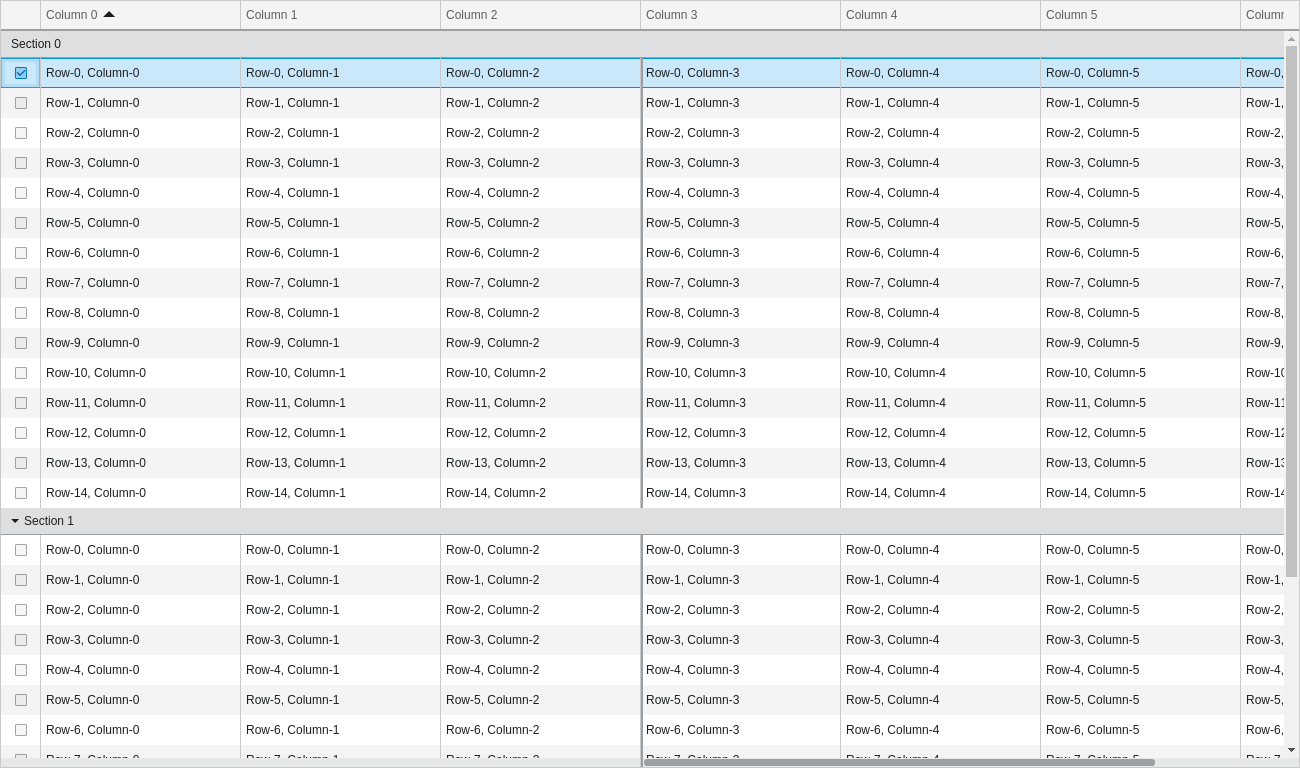 Column 0 Column 1 Column 2 Column 3 Column 4 Column 5 Column
Section 0
Row-0, Column-0 Row-0, Column-1 Row-0, Column-2 Row-0, Column-3 Row-0, Column-4 Row-0, Column-5 Row-0,
Row-1, Column-0 Row-1, Column-1 Row-1, Column-2 Row-1, Column-3 Row-1, Column-4 Row-1, Column-5 Row-1,
Row-2, Column-0 Row-2, Column-1 Row-2, Column-2 Row-2, Column-3 Row-2, Column-4 Row-2, Column-5 Row-2,
Row-3, Column-0 Row-3, Column-1 Row-3, Column-2 Row-3, Column-3 Row-3, Column-4 Row-3, Column-5 Row-3,
Row-4, Column-0 Row-4, Column-1 Row-4, Column-2 Row-4, Column-3 Row-4, Column-4 Row-4, Column-5 Row-4,
Row-5, Column-0 Row-5, Column-1 Row-5, Column-2 Row-5, Column-3 Row-5, Column-4 Row-5, Column-5 Row-5,
Row-6, Column-0 Row-6, Column-1 Row-6, Column-2 Row-6, Column-3 Row-6, Column-4 Row-6, Column-5 Row-6,
Row-7, Column-0 Row-7, Column-1 Row-7, Column-2 Row-7, Column-3 Row-7, Column-4 Row-7, Column-5 Row-7,
Row-8, Column-0 Row-8, Column-1 Row-8, Column-2 Row-8, Column-3 Row-8, Column-4 Row-8, Column-5 Row-8,
Row-9, Column-0 Row-9, Column-1 Row-9, Column-2 Row-9, Column-3 Row-9, Column-4 Row-9, Column-5 Row-9,
Row-10, Column-0 Row-10, Column-1 Row-10, Column-2 Row-10, Column-3 Row-10, Column-4 Row-10, Column-5 Row-10
Row-11, Column-0 Row-11, Column-1 Row-11, Column-2 Row-11, Column-3 Row-11, Column-4 Row-11, Column-5 Row-11
Row-12, Column-0 Row-12, Column-1 Row-12, Column-2 Row-12, Column-3 Row-12, Column-4 Row-12, Column-5 Row-12
Row-13, Column-0 Row-13, Column-1 Row-13, Column-2 Row-13, Column-3 Row-13, Column-4 Row-13, Column-5 Row-13
Row-14, Column-0 Row-14, Column-1 Row-14, Column-2 Row-14, Column-3 Row-14, Column-4 Row-14, Column-5 Row-14
Section 1
Row-0, Column-0 Row-0, Column-1 Row-0, Column-2 Row-0, Column-3 Row-0, Column-4 Row-0, Column-5 Row-0,
Row-1, Column-0 Row-1, Column-1 Row-1, Column-2 Row-1, Column-3 Row-1, Column-4 Row-1, Column-5 Row-1,
Row-2, Column-0 Row-2, Column-1 Row-2, Column-2 Row-2, Column-3 Row-2, Column-4 Row-2, Column-5 Row-2,
Row-3, Column-0 Row-3, Column-1 Row-3, Column-2 Row-3, Column-3 Row-3, Column-4 Row-3, Column-5 Row-3,
Row-4, Column-0 Row-4, Column-1 Row-4, Column-2 Row-4, Column-3 Row-4, Column-4 Row-4, Column-5 Row-4,
Row-5, Column-0 Row-5, Column-1 Row-5, Column-2 Row-5, Column-3 Row-5, Column-4 Row-5, Column-5 Row-5,
Row-6, Column-0 Row-6, Column-1 Row-6, Column-2 Row-6, Column-3 Row-6, Column-4 Row-6, Column-5 Row-6,